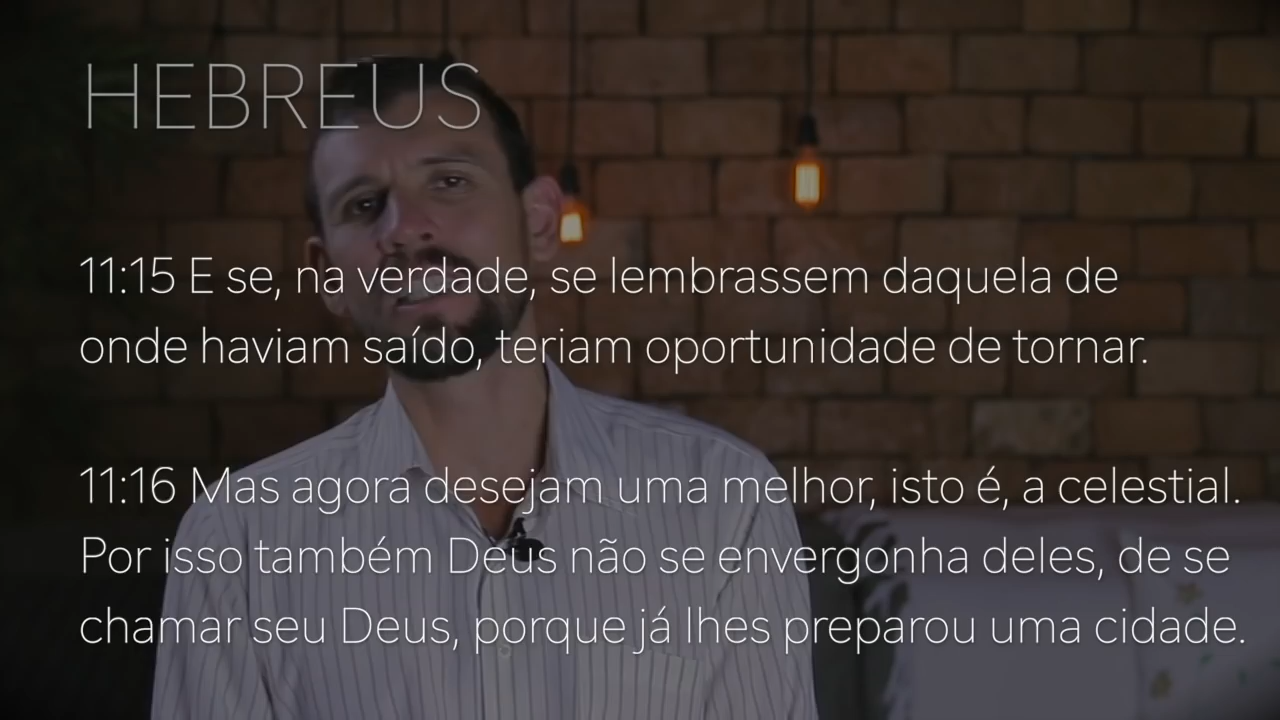 HEBREUS
11:15 E se, na verdade, se lembrassem daquela de
onde haviam saído, teriam oportunidade de tornar.
11:16 Mas agora desejam uma melhor, isto é, a celestial.
Por isso também Deus não se envergonha deles, de se
chamar seu Deus, porque já lhes preparou uma cidade.